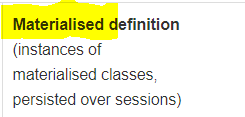 Materialised definition
(instances of
materialised classes,
persisted over sessions)